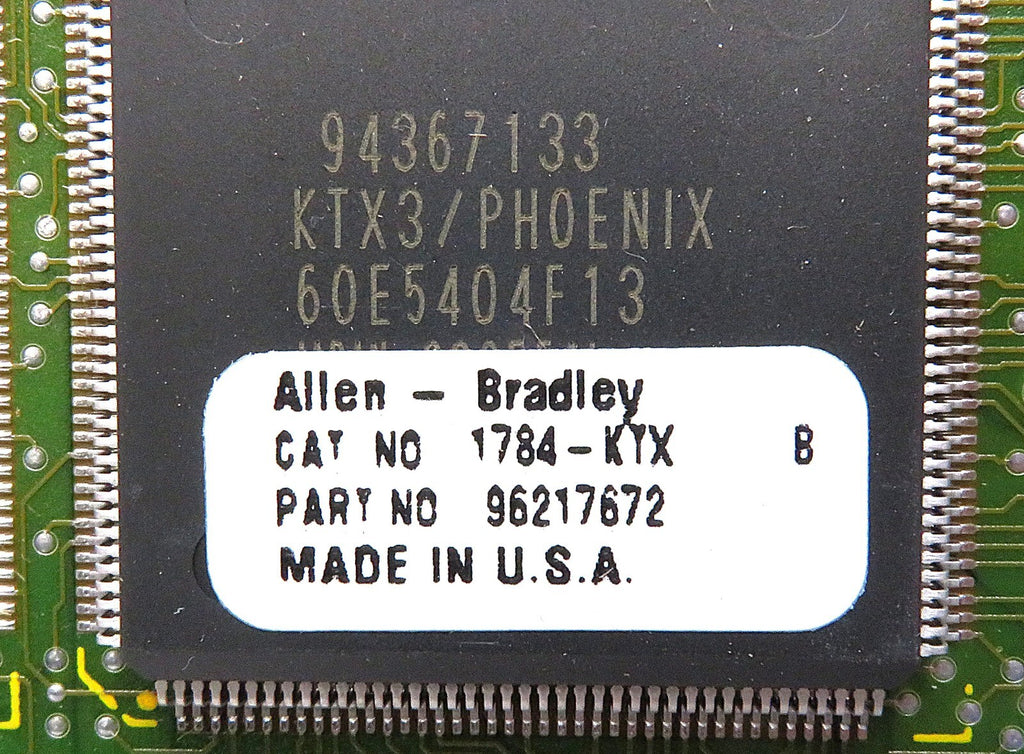 94367133
KTX3/PHOENIX
60E5404F13
Allen - Bradley
CAT NO 1784-KTX B
PART NO 96217672
MADE IN U.S.A.